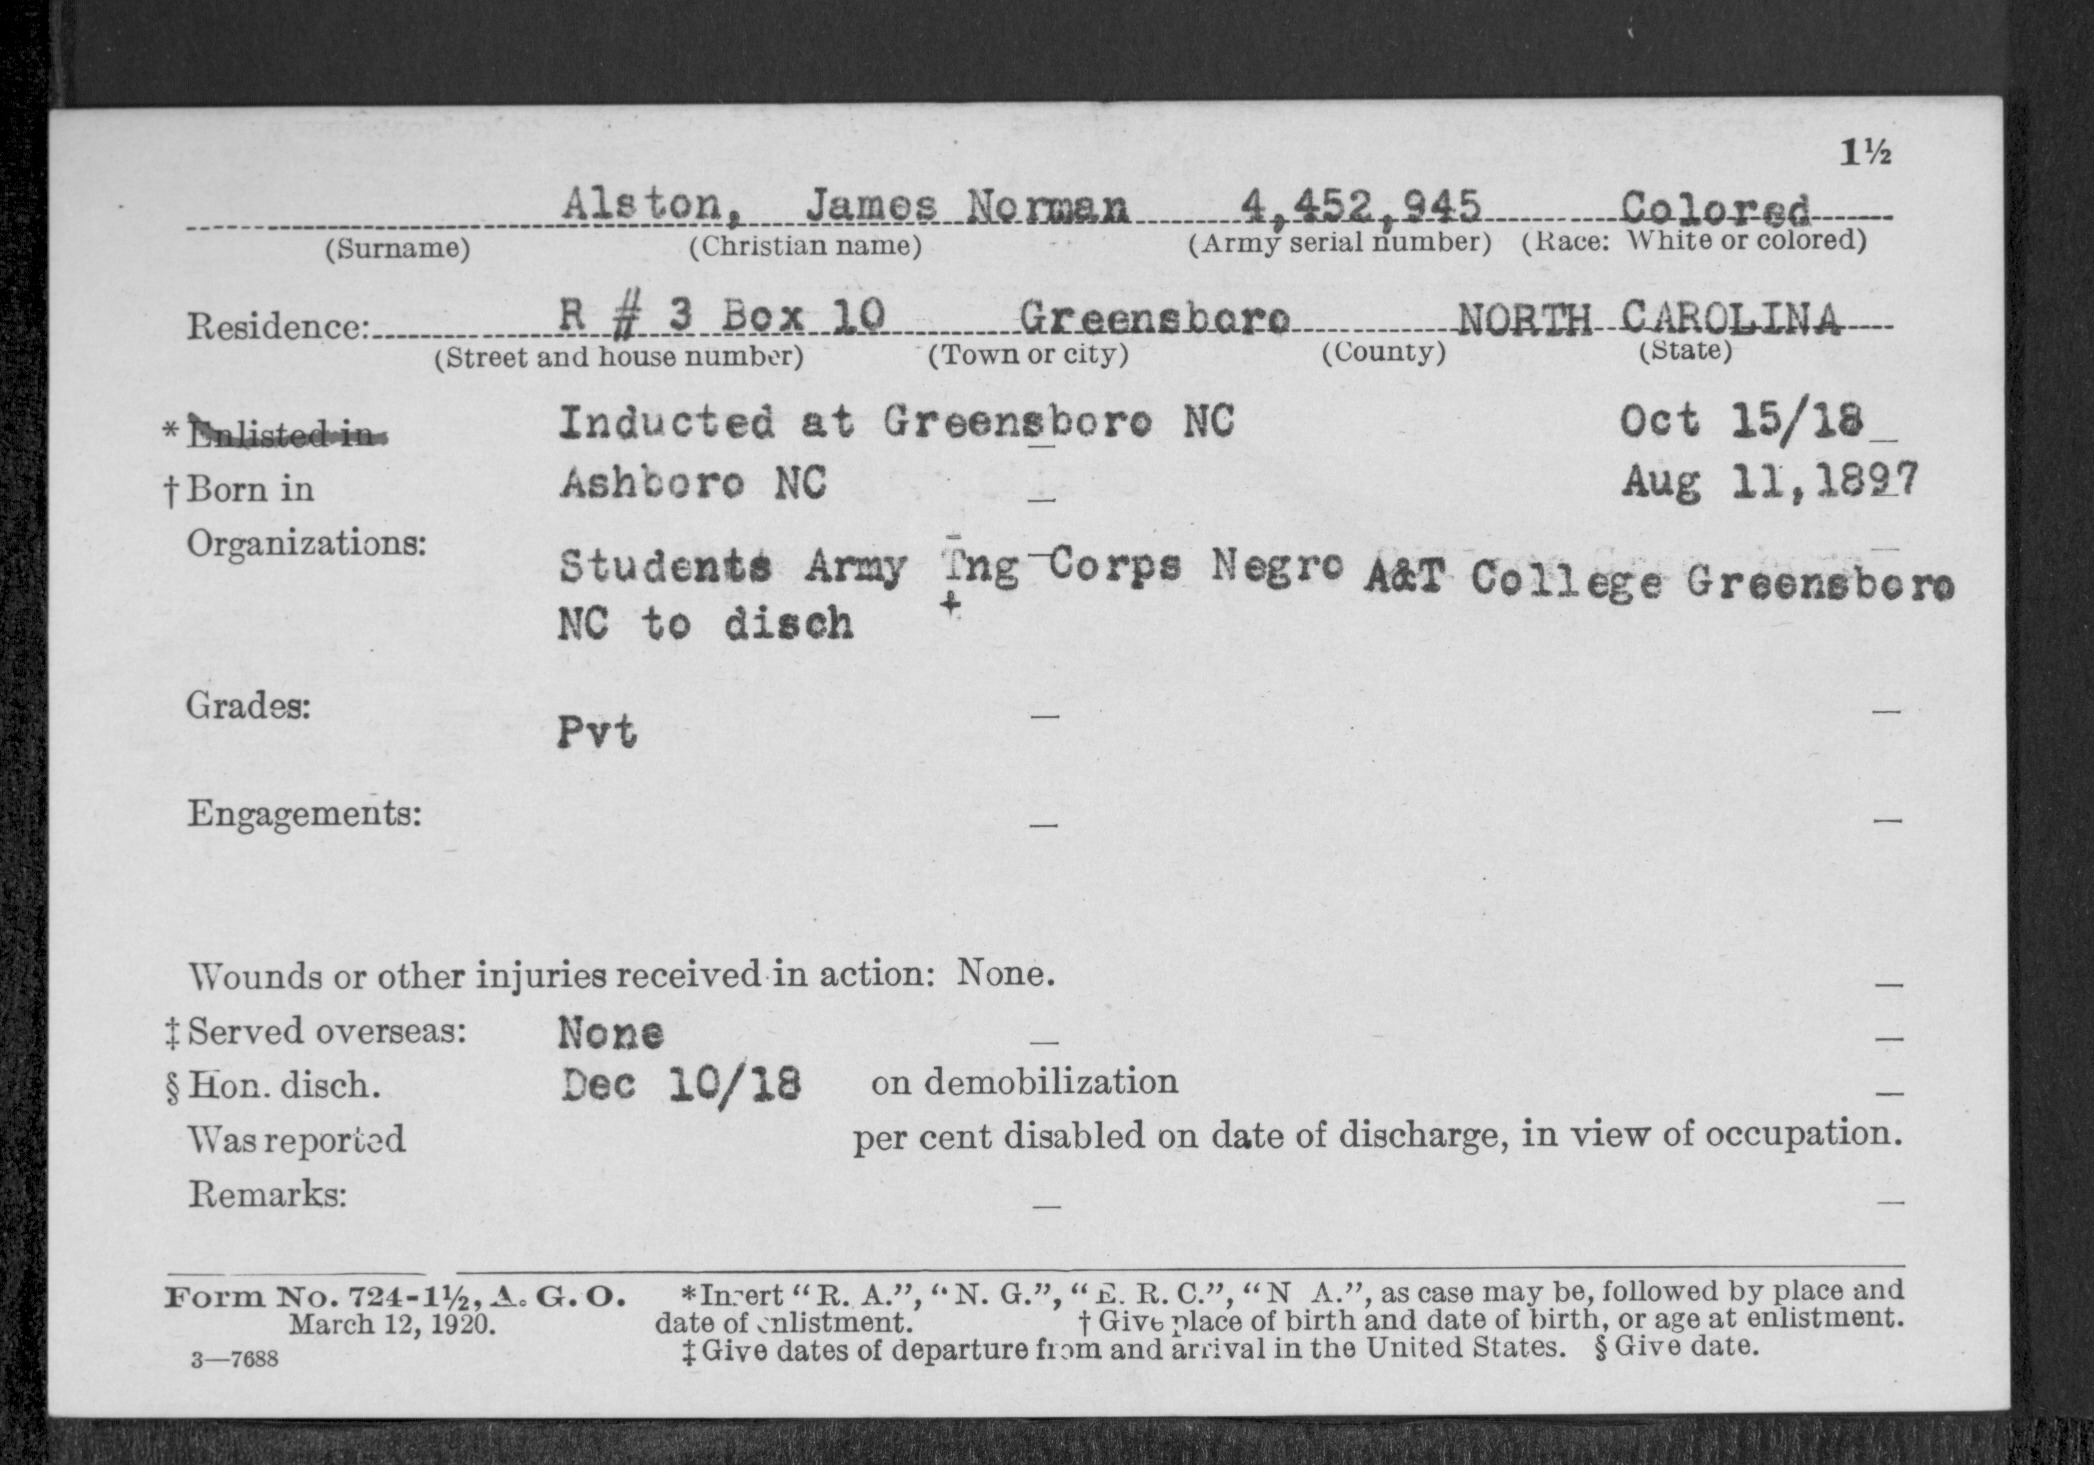 1½
Alston, James Norman 4,452,945 Colored
(Surname) (Christian name) (Army serial number) (Race: White or colored)
Residence: R # 3 Box 10 Greensboro NORTH CAROLINA
(Street and house number) (Town or city) (County) (State)
* Enlisted in Inducted at Greensboro NC Oct 15/18
† Born in Ashboro NC Aug 11, 1897
Organizations:
Students Army Tng Corps Negro A&T College Greensboro
NC to disch +
Grades:
Pvt
Engagements:
Wounds or other injuries received in action: None.
‡ Served overseas: None
§ Hon. disch. Dec 10/18 on demobilization
Was reported per cent disabled on date of discharge, in view of occupation.
Remarks:
Form No. 724-1½, A. G. O. *Insert "R. A.", "N. G.", "E. R. C.", "N A.", as case may be, followed by place and
March 12, 1920. date of enlistment. † Give place of birth and date of birth, or age at enlistment.
3—7688 ‡ Give dates of departure from and arrival in the United States. § Give date.